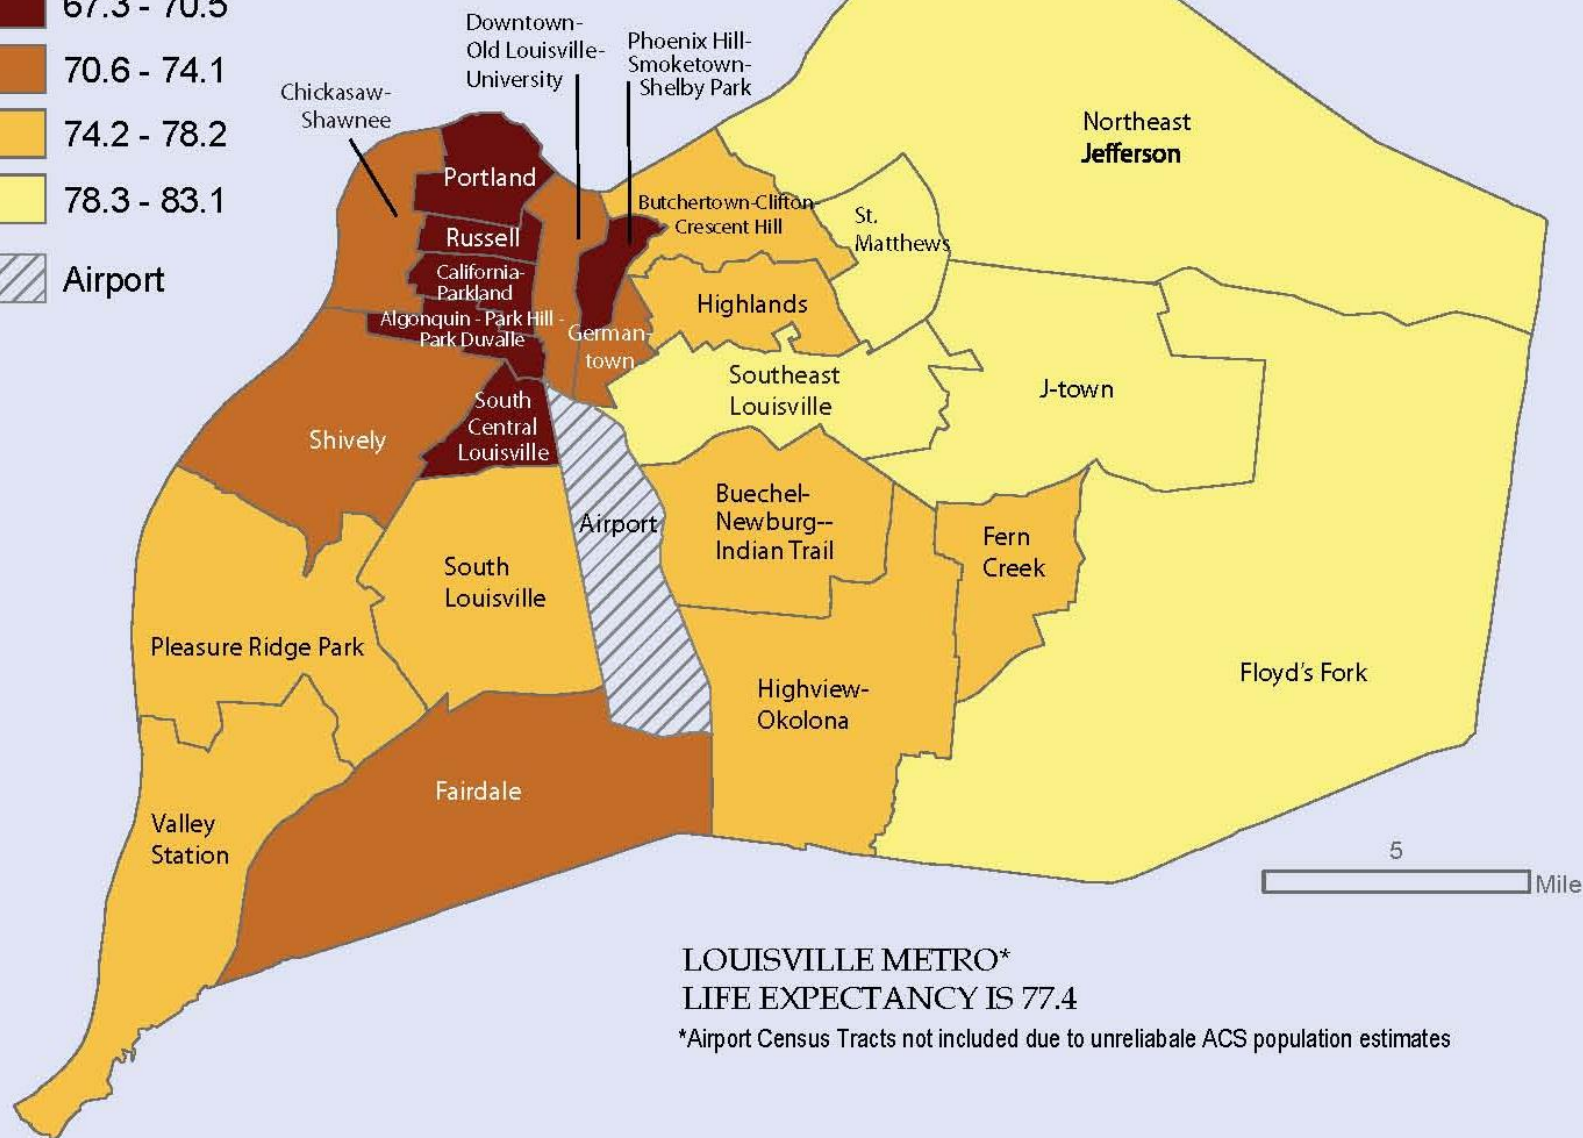 67.3 - 70.5
70.6 - 74.1
74.2 - 78.2
78.3 - 83.1
Airport
Chickasaw-
Shawnee
Downtown-
Old Louisville-
University
Phoenix Hill-
Smoketown-
Shelby Park
Northeast
Jefferson
Portland
Butchertown-Clifton-
Crescent Hill
St.
Matthews
Russell
California-
Parkland
Highlands
Algonquin - Park Hill -
Park Duvalle
German-
town
Southeast
Louisville
J-town
South
Central
Louisville
Shively
Airport
Buechel-
Newburg--
Indian Trail
Fern
Creek
South
Louisville
Pleasure Ridge Park
Highview-
Okolona
Floyd's Fork
Fairdale
Valley
Station
5
Mile
LOUISVILLE METRO*
LIFE EXPECTANCY IS 77.4
*Airport Census Tracts not included due to unreliabale ACS population estimates